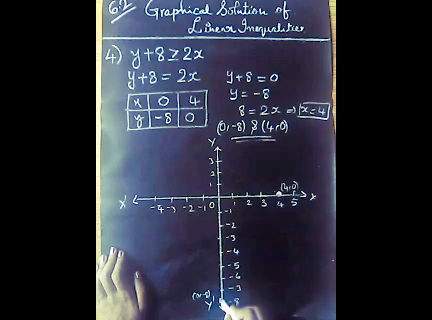 6.2 Graphical Solution of
Linear Inequalities
4) y+8≥2x
y+8=2x
x 0 4
y -8 0
y+8=0
y=-8
8=2x ⇒ x=4
(0,-8) & (4,0)
Y
3
2
1
(4,0)
X' -4 -3 -2 -1 0 1 2 3 4 5 X
-1
-2
-3
-4
-5
-6
-7
-8
(0,-8)
Y'